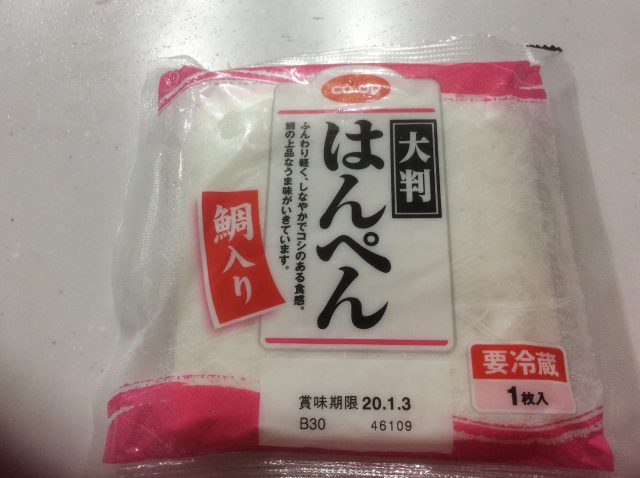 co・op
大判
はんぺん
ふんわり軽く、しなやかでコシのある食感。
鯛の上品なうま味がいきています。
鯛入り
要冷蔵
1枚入
賞味期限 20.1.3
B30 46109